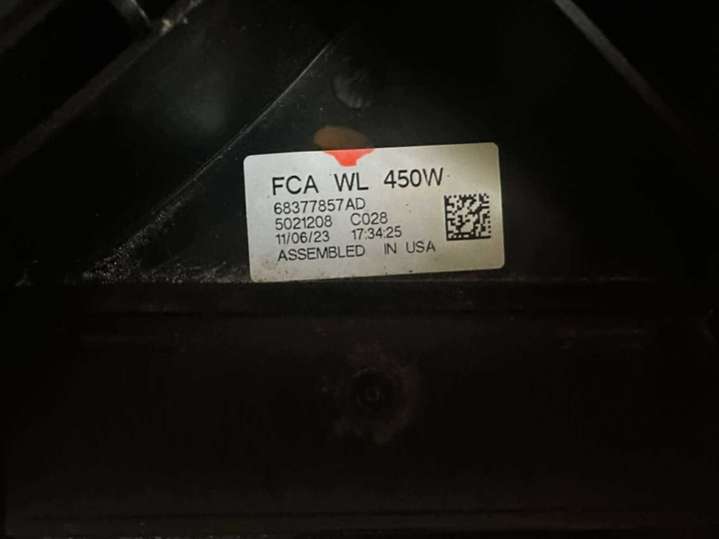 FCA WL 450W
68377857AD
5021208 C028
11/06/23 17:34:25
ASSEMBLED IN USA